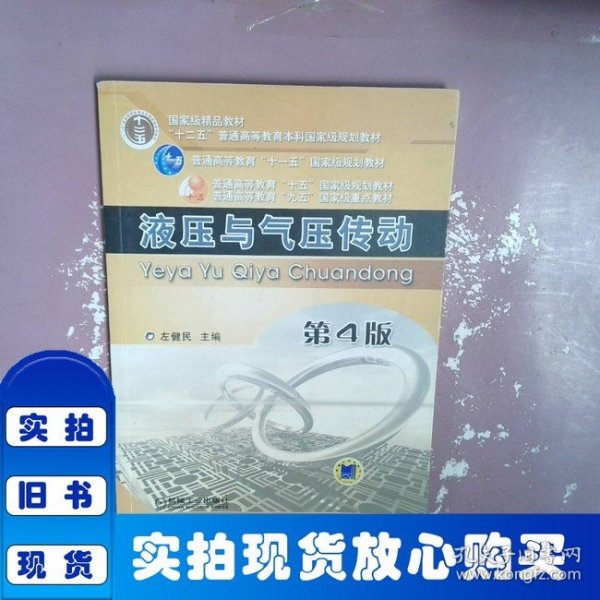 国家级精品教材
“十二五”普通高等教育本科国家级规划教材
普通高等教育“十一五”国家级规划教材
普通高等教育“十五”国家级规划教材
普通高等教育“九五”国家级重点教材
液压与气压传动
Yeya Yu Qiya Chuandong
左健民 主编
第4版
机械工业出版社
CHINA MACHINE PRESS
实拍
旧书
现货
实拍现货放心购买
孔夫子旧书网
www.kongfz.com